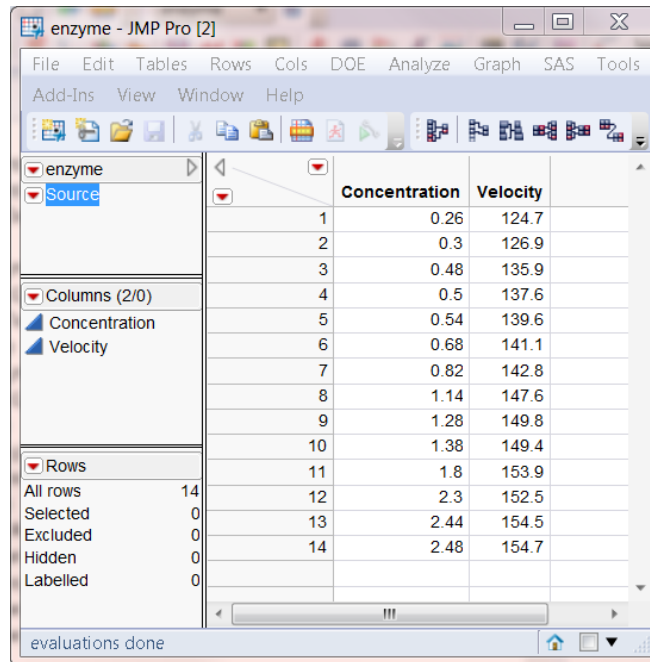 enzyme - JMP Pro [2]
File Edit Tables Rows Cols DOE Analyze Graph SAS Tools
Add-Ins View Window Help
enzyme
Source
Columns (2/0)
Concentration
Velocity
Rows
All rows 14
Selected 0
Excluded 0
Hidden 0
Labelled 0
Concentration Velocity
1 0.26 124.7
2 0.3 126.9
3 0.48 135.9
4 0.5 137.6
5 0.54 139.6
6 0.68 141.1
7 0.82 142.8
8 1.14 147.6
9 1.28 149.8
10 1.38 149.4
11 1.8 153.9
12 2.3 152.5
13 2.44 154.5
14 2.48 154.7
evaluations done